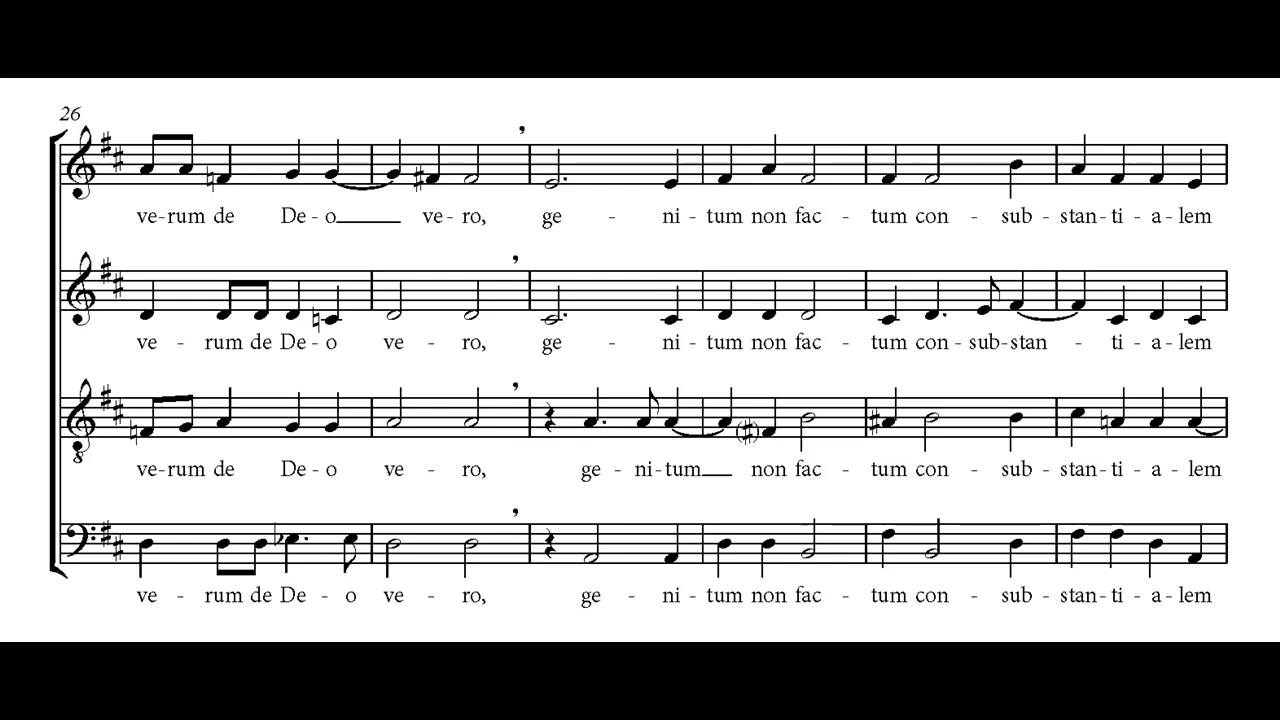 26
ve-rum de De-o ve-ro, ge - ni-tum non fac - tum con - sub-stan-ti-a-lem
ve - rum de De-o ve - ro, ge - ni-tum non fac - tum con-sub-stan - ti-a-lem
ve-rum de De-o ve - ro, ge - ni-tum non fac - tum con - sub-stan-ti-a-lem
ve - rum de De - o ve - ro, ge - ni-tum non fac - tum con - sub-stan-ti-a-lem